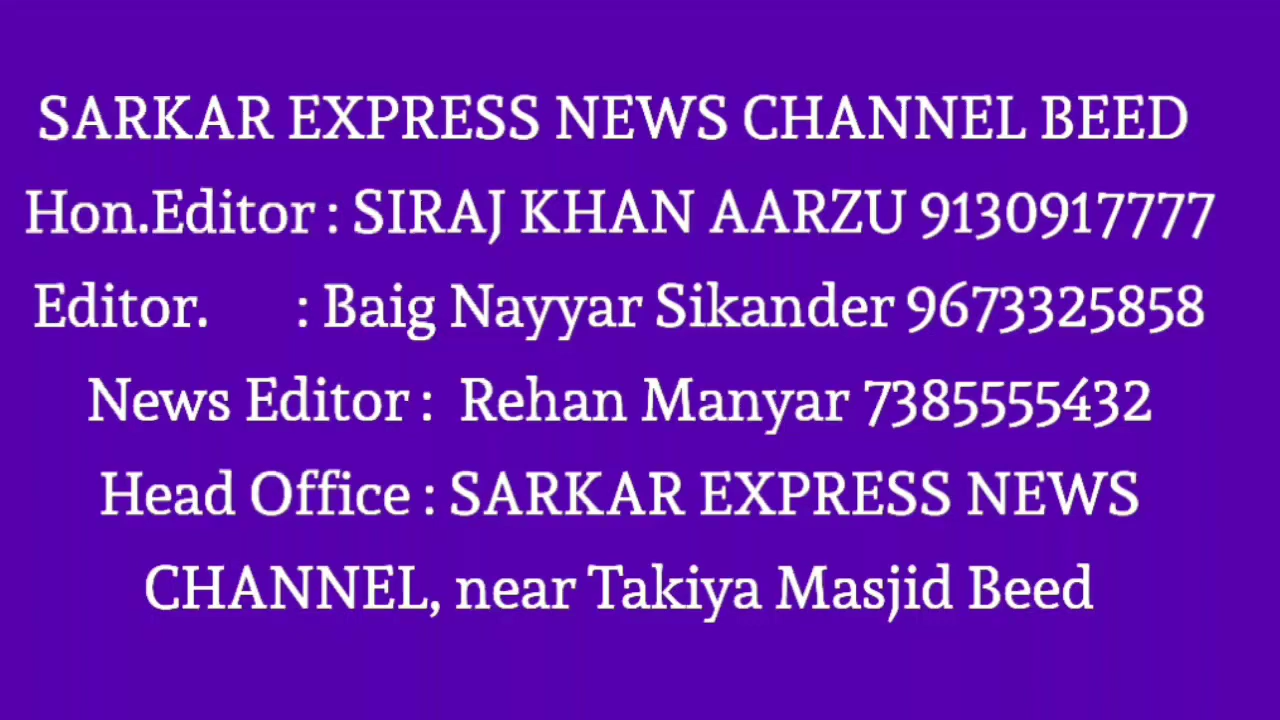 SARKAR EXPRESS NEWS CHANNEL BEED
Hon.Editor : SIRAJ KHAN AARZU 9130917777
Editor. : Baig Nayyar Sikander 9673325858
News Editor : Rehan Manyar 7385555432
Head Office : SARKAR EXPRESS NEWS
CHANNEL, near Takiya Masjid Beed